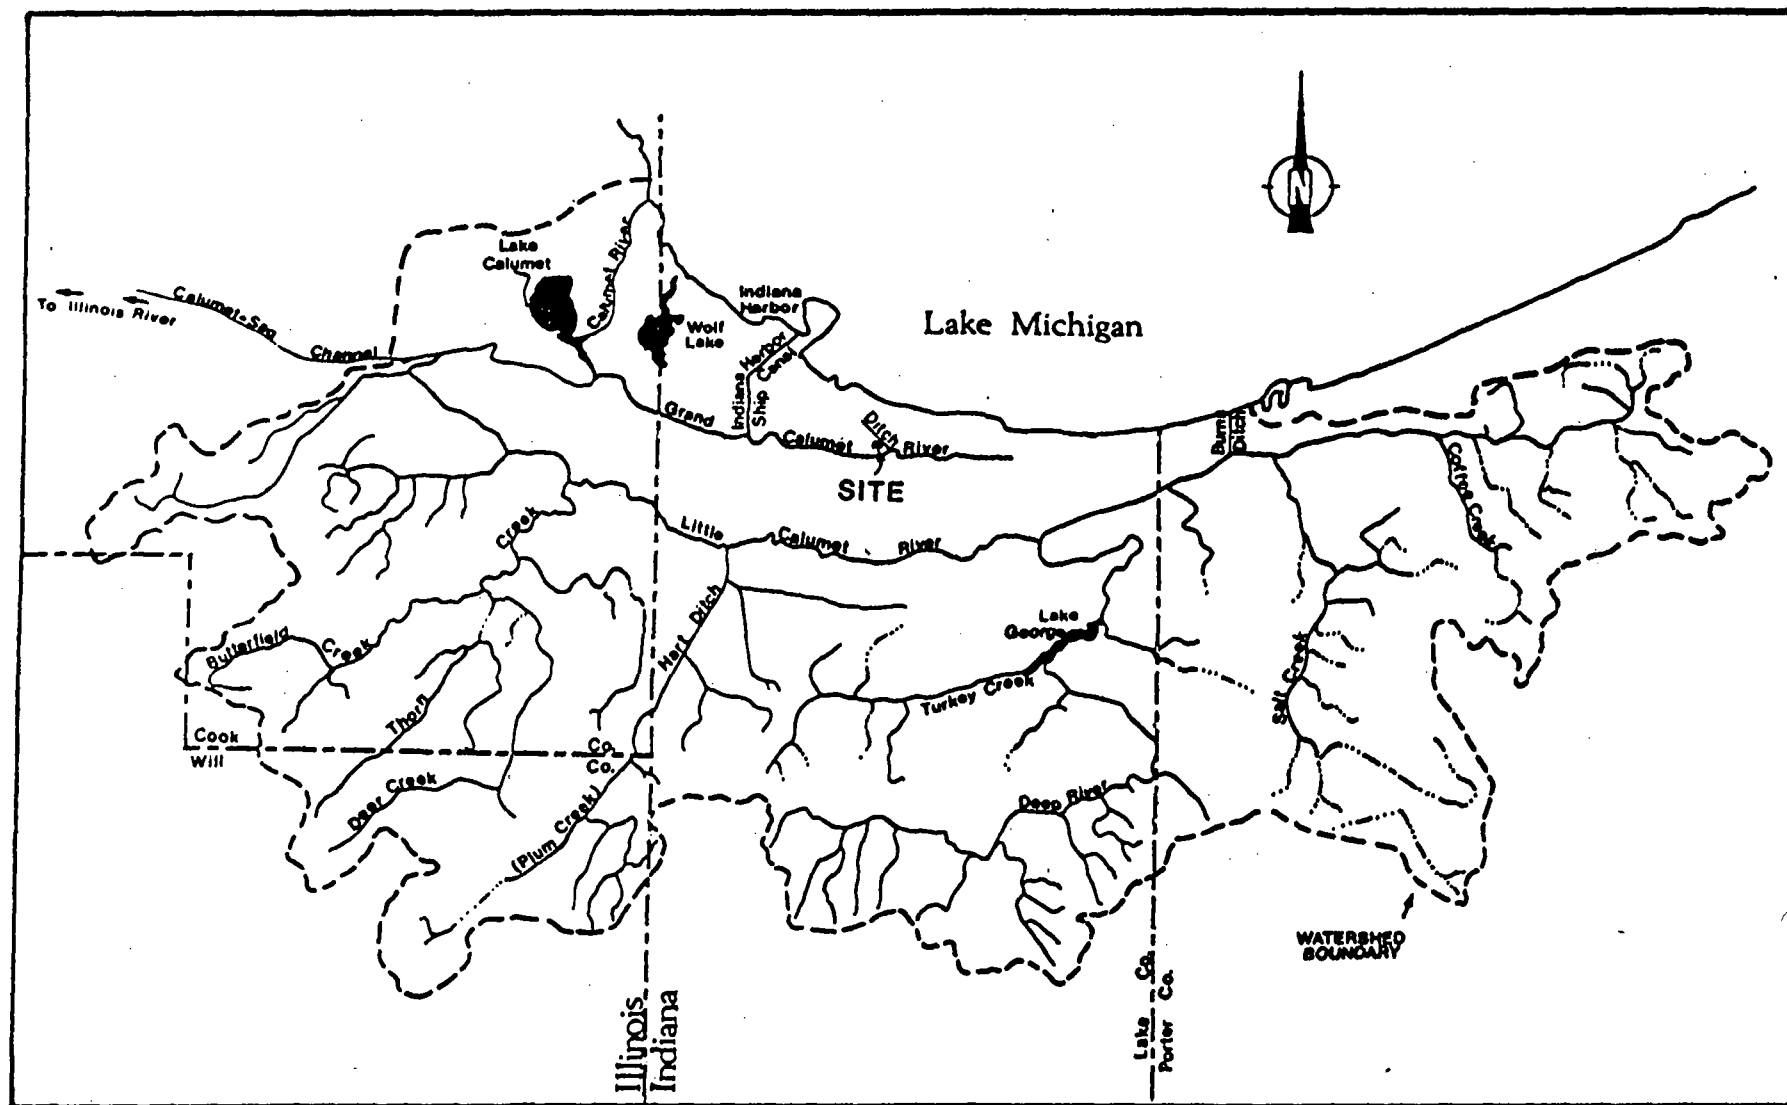 N
Lake
Calumet
Calumet River
To Illinois River
Calumet-Sag
Channel
Indiana
Harbor
Wolf
Lake
Lake Michigan
Indiana Harbor
Ship Canal
Grand
Calumet
River
Ditch
SITE
Burns
Ditch
Coffee Creek
Little
Calumet
River
Creek
Hart Ditch
Butterfield
Creek
Lake
George
Turkey Creek
Salt Creek
Thorn
Cook
Co.
Will
Co.
Deer Creek
(Plum Creek)
Deep River
WATERSHED
BOUNDARY
Illinois
Indiana
Lake Co.
Porter Co.